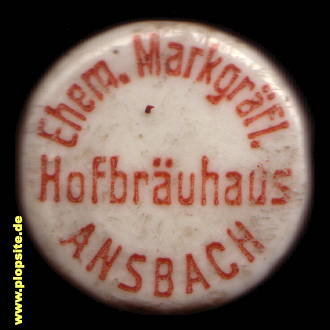 Ehem. Markgräfl.
Hofbräuhaus
ANSBACH
www.plopsite.de